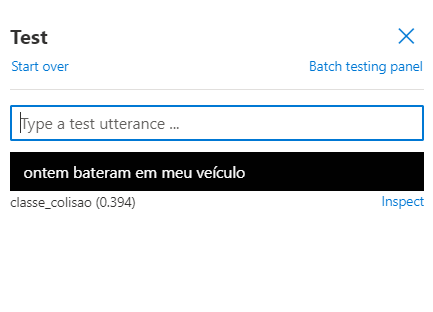 Test
Start over
Batch testing panel
Type a test utterance ...
ontem bateram em meu veículo
classe_colisao (0.394)
Inspect